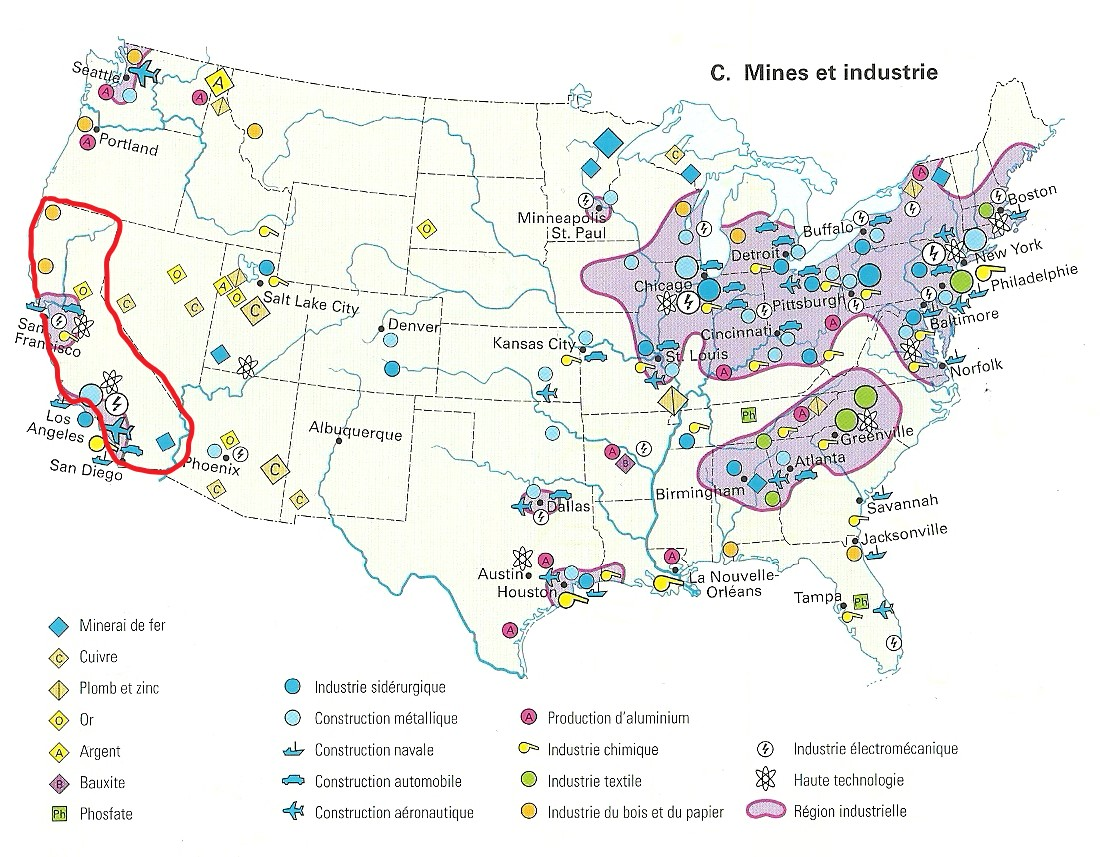 C. Mines et industrie
Seattle
A
A
A
Portland
A
Minneapolis
St. Paul
C
A
Boston
Buffalo
Detroit
New York
Philadelphie
Chicago
Pittsburgh
Baltimore
Cincinnati
A
Norfolk
St. Louis
A
Kansas City
O
O
A
O
Salt Lake City
C
C
C
O
San
Francisco
Denver
Los
Angeles
San Diego
O
Phoenix
C
C
C
Albuquerque
Ph
A
Greenville
Atlanta
A
B
Birmingham
Savannah
Dallas
Jacksonville
A
A
Austin
Houston
La Nouvelle-
Orléans
Tampa
Ph
A
Minerai de fer
C
Cuivre
Plomb et zinc
O
Or
A
Argent
B
Bauxite
Ph
Phosfate
Industrie sidérurgique
Construction métallique
Construction navale
Construction automobile
Construction aéronautique
A
Production d'aluminium
Industrie chimique
Industrie textile
Industrie du bois et du papier
Industrie électromécanique
Haute technologie
Région industrielle